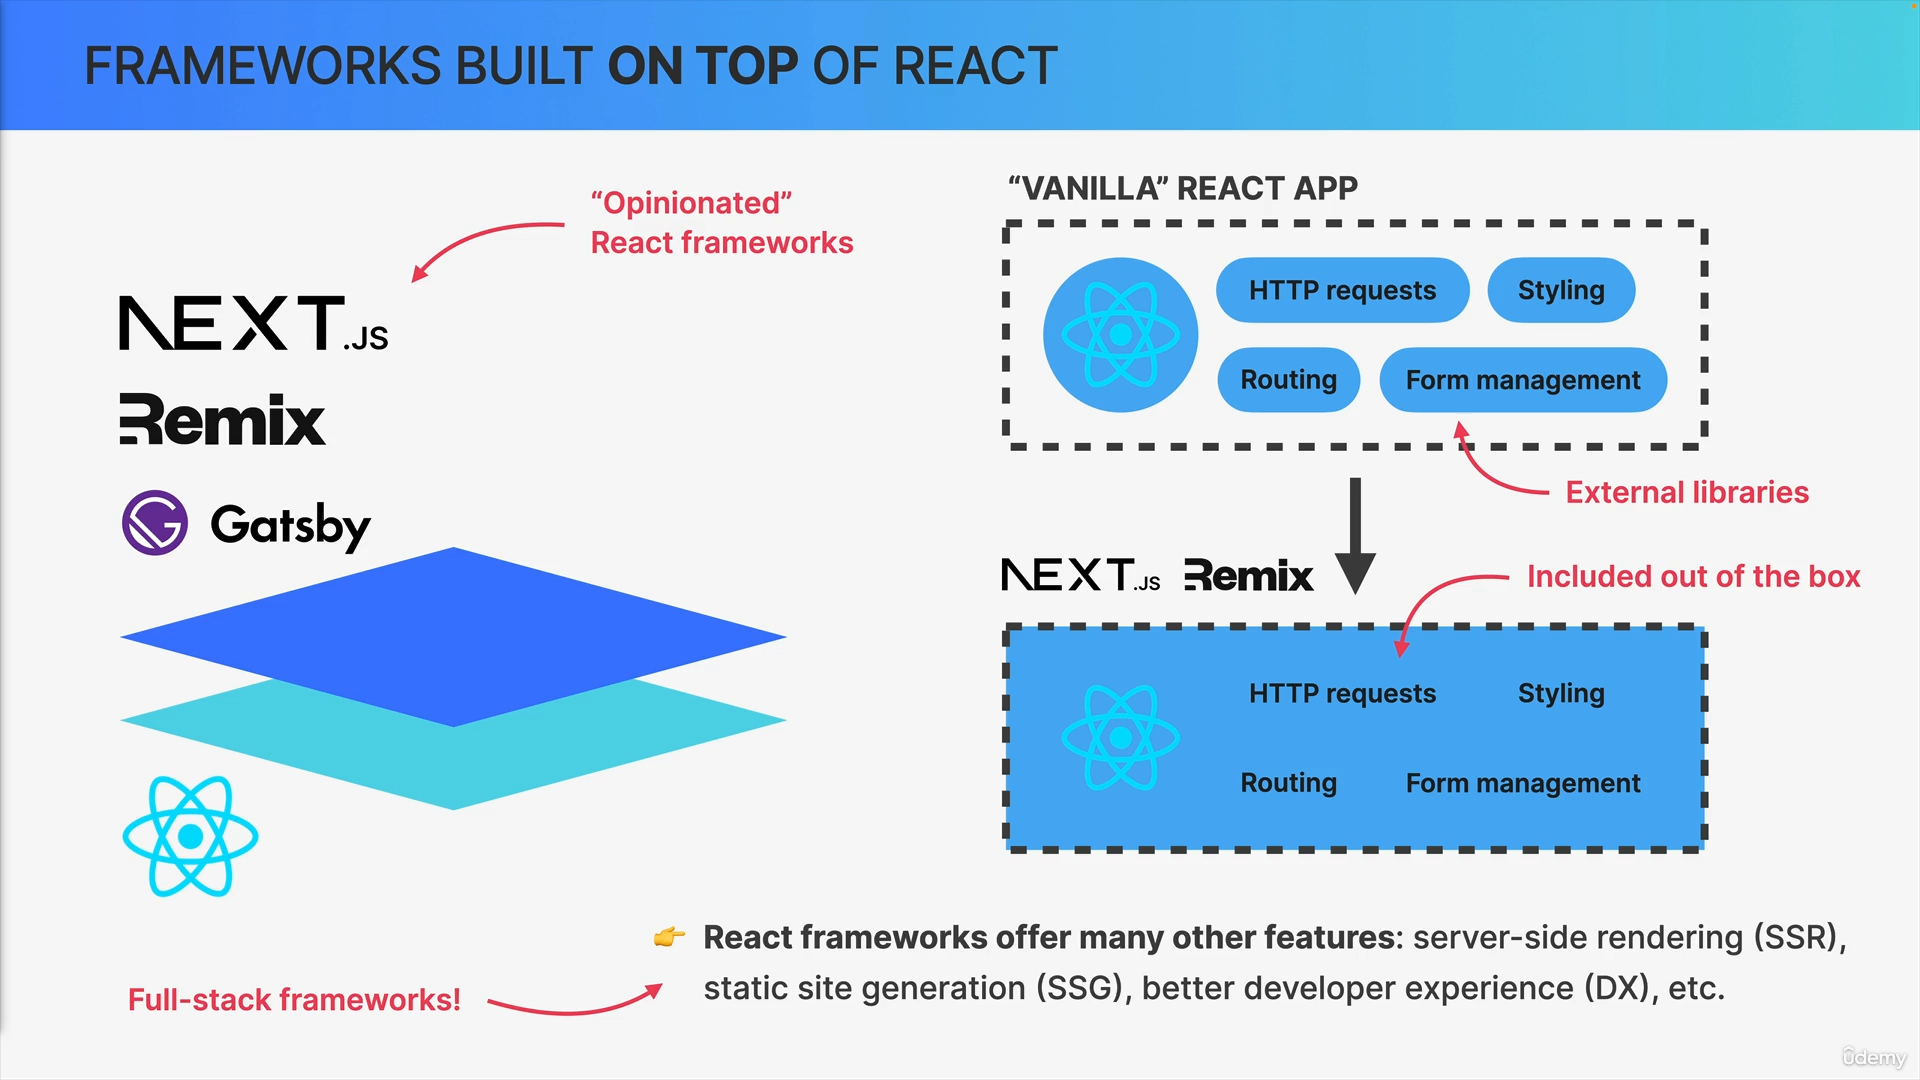 FRAMEWORKS BUILT ON TOP OF REACT
“Opinionated”
React frameworks
NEXT.JS
Remix
Gatsby
Full-stack frameworks!
“VANILLA” REACT APP
HTTP requests
Styling
Routing
Form management
External libraries
NEXT.JS
Remix
Included out of the box
HTTP requests
Styling
Routing
Form management
👉 React frameworks offer many other features: server-side rendering (SSR),
static site generation (SSG), better developer experience (DX), etc.
ûdemy